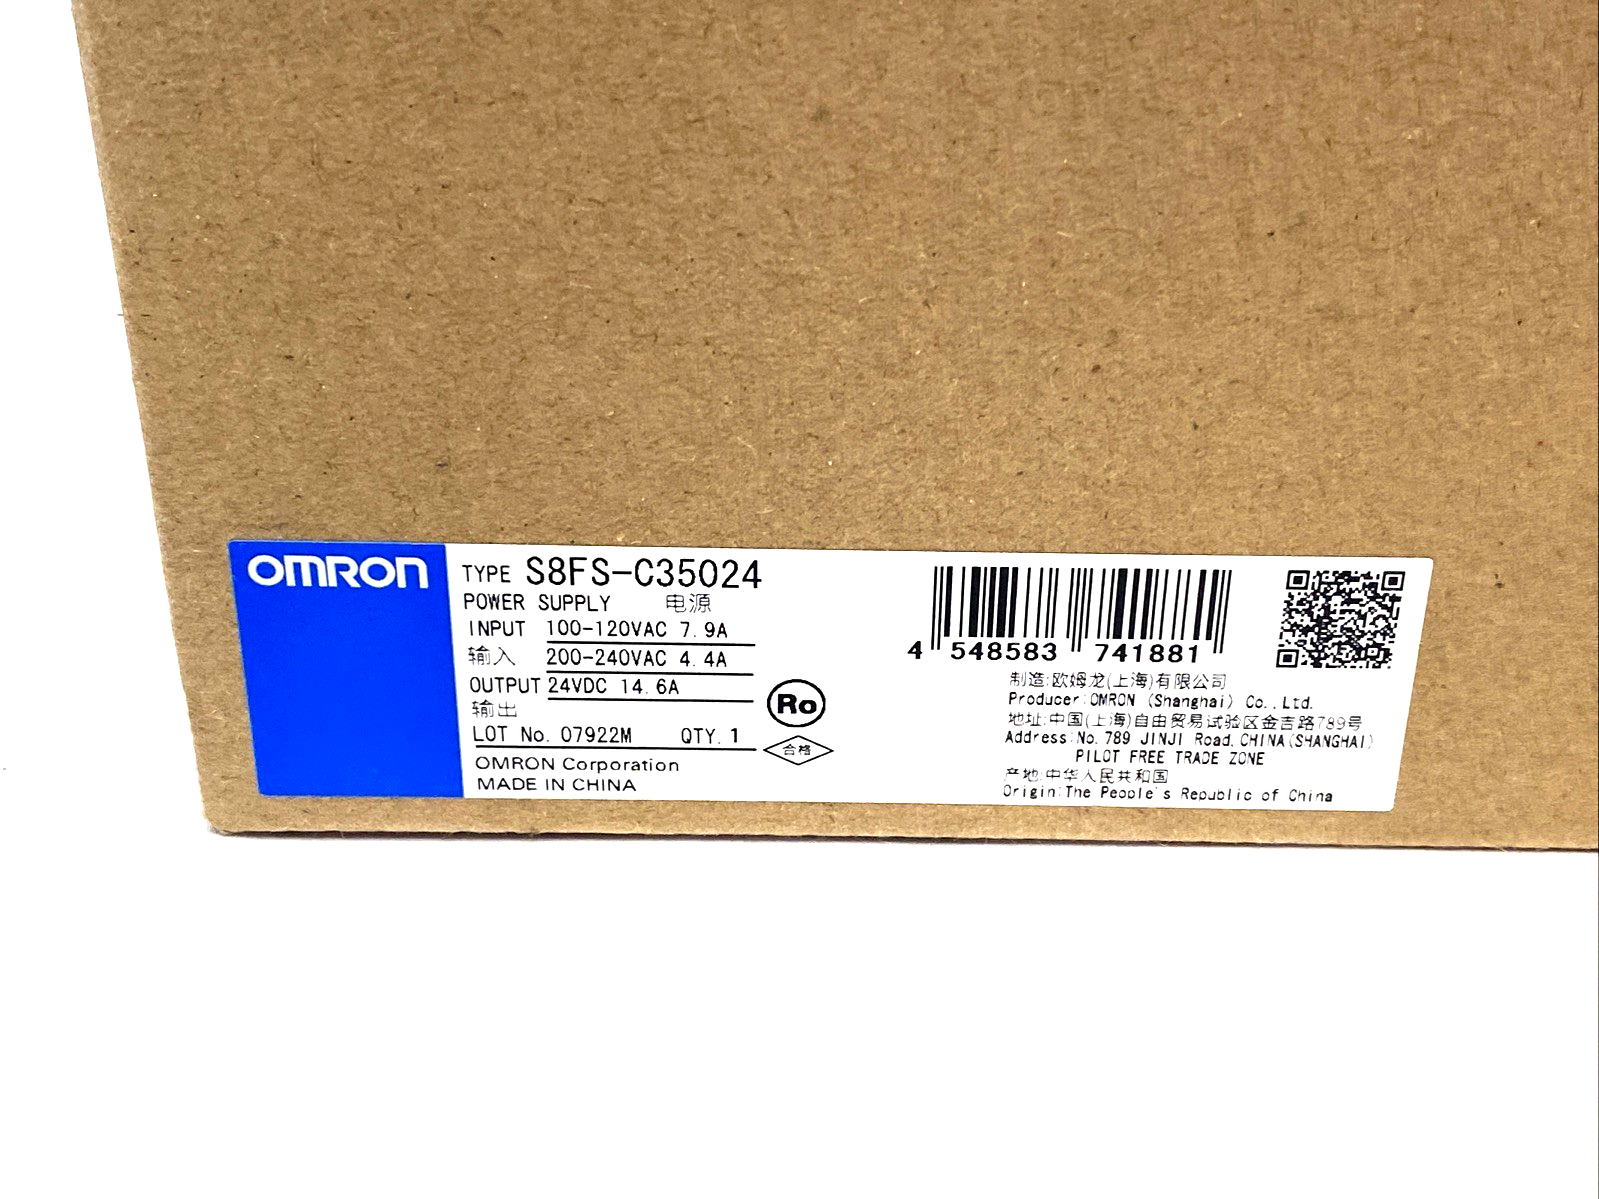 OMRON
TYPE S8FS-C35024
POWER SUPPLY 电源
INPUT 100-120VAC 7.9A
输入 200-240VAC 4.4A
OUTPUT 24VDC 14.6A
输出
LOT No. 07922M QTY. 1
OMRON Corporation
MADE IN CHINA
Ro
合格
4 548583 741881
制造:欧姆龙(上海)有限公司
Producer:OMRON (Shanghai) Co., Ltd.
地址:中国(上海)自由贸易试验区金吉路789号
Address:No. 789 JINJI Road, CHINA(SHANGHAI)
PILOT FREE TRADE ZONE
产地:中华人民共和国
Origin:The People's Republic of China